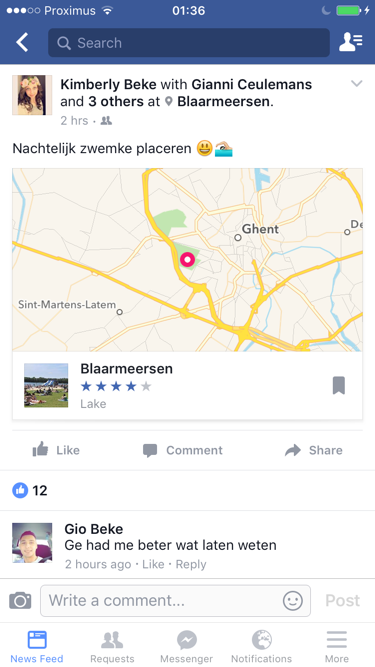 Proximus 01:36
Search
Kimberly Beke with Gianni Ceulemans
and 3 others at Blaarmeersen.
2 hrs ·
Nachtelijk zwemke placeren 😃🏊🏼
Ghent
De
Sint-Martens-Latem
Blaarmeersen
★★★★★
Lake
Like Comment Share
12
Gio Beke
Ge had me beter wat laten weten
2 hours ago · Like · Reply
Write a comment... Post
News Feed Requests Messenger Notifications More